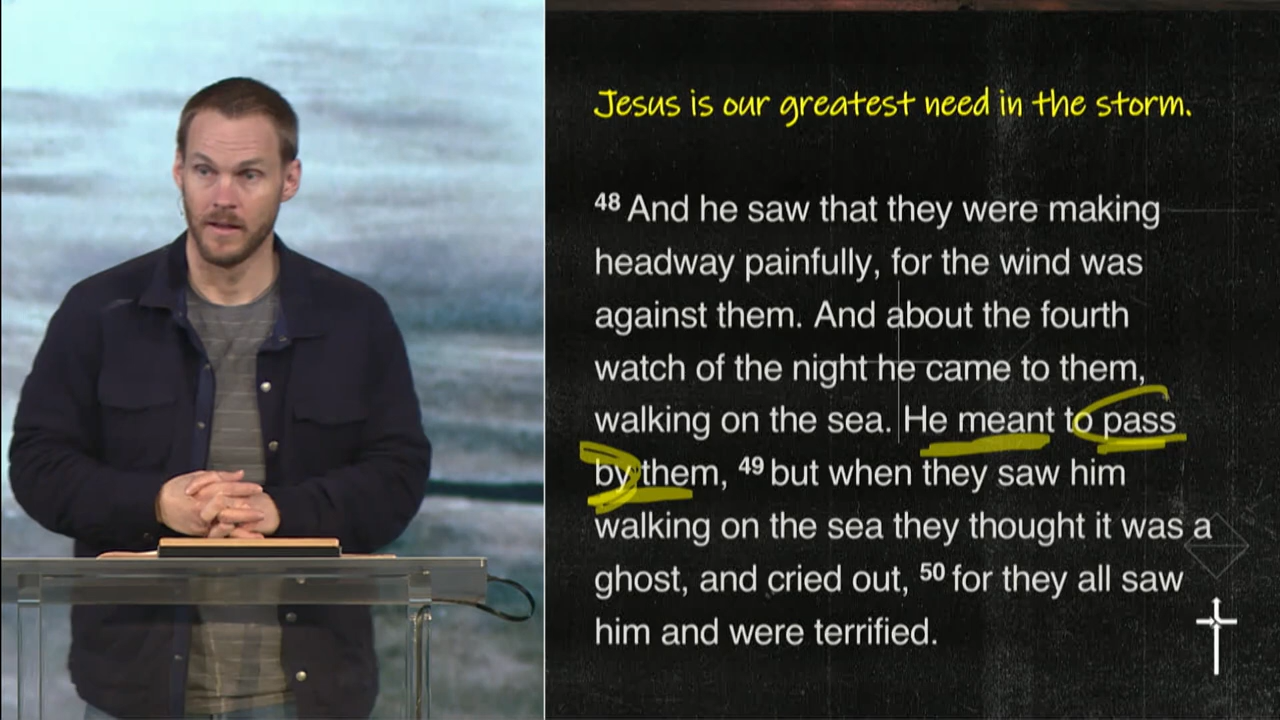 Jesus is our greatest need in the storm.
48 And he saw that they were making
headway painfully, for the wind was
against them. And about the fourth
watch of the night he came to them,
walking on the sea. He meant to pass
by them, 49 but when they saw him
walking on the sea they thought it was a
ghost, and cried out, 50 for they all saw
him and were terrified.